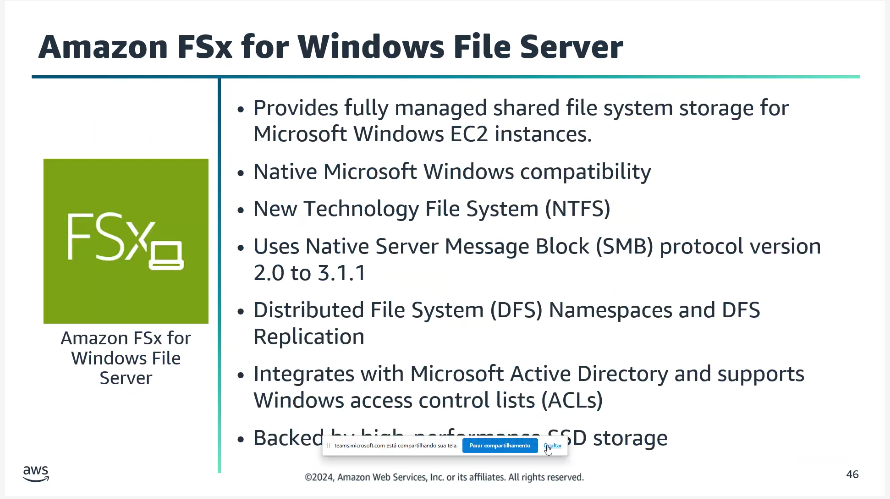 Amazon FSx for Windows File Server
FSx
Amazon FSx for
Windows File
Server
• Provides fully managed shared file system storage for
Microsoft Windows EC2 instances.
• Native Microsoft Windows compatibility
• New Technology File System (NTFS)
• Uses Native Server Message Block (SMB) protocol version
2.0 to 3.1.1
• Distributed File System (DFS) Namespaces and DFS
Replication
• Integrates with Microsoft Active Directory and supports
Windows access control lists (ACLs)
• Backed by high-performance SSD storage
teams.microsoft.com está compartilhando sua tela. Parar compartilhamento Ocultar
aws
©2024, Amazon Web Services, Inc. or its affiliates. All rights reserved.
46